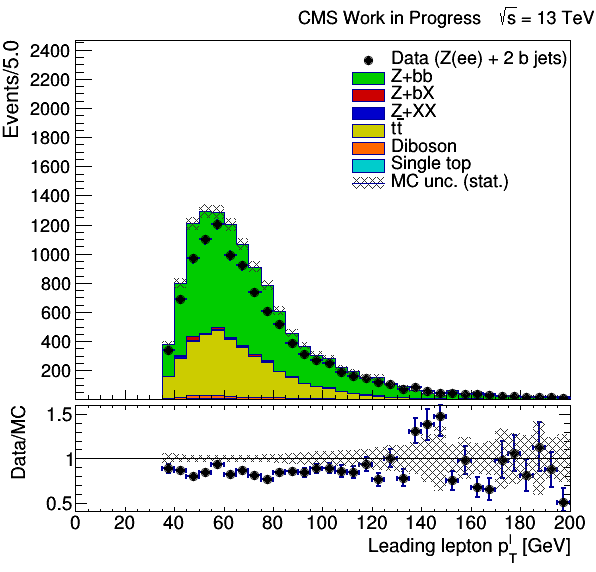 CMS Work in Progress √s = 13 TeV
Events/5.0
2400
2200
2000
1800
1600
1400
1200
1000
800
600
400
200
Data (Z(ee) + 2 b jets)
Z+bb
Z+bX
Z+XX
tt̄
Diboson
Single top
MC unc. (stat.)
Data/MC
1.5
1
0.5
0 20 40 60 80 100 120 140 160 180 200
Leading lepton p_T^l [GeV]